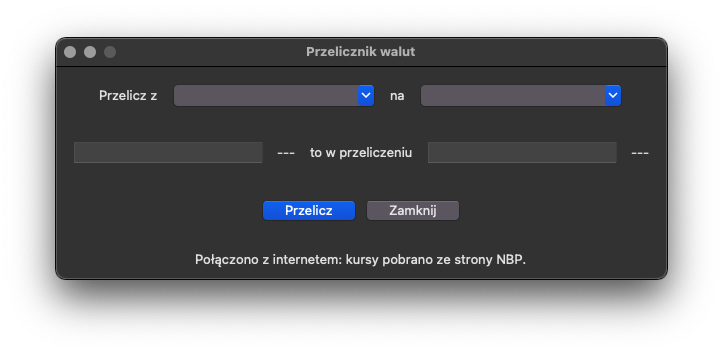 Przelicznik walut
Przelicz z na
--- to w przeliczeniu ---
Przelicz Zamknij
Połączono z internetem: kursy pobrano ze strony NBP.